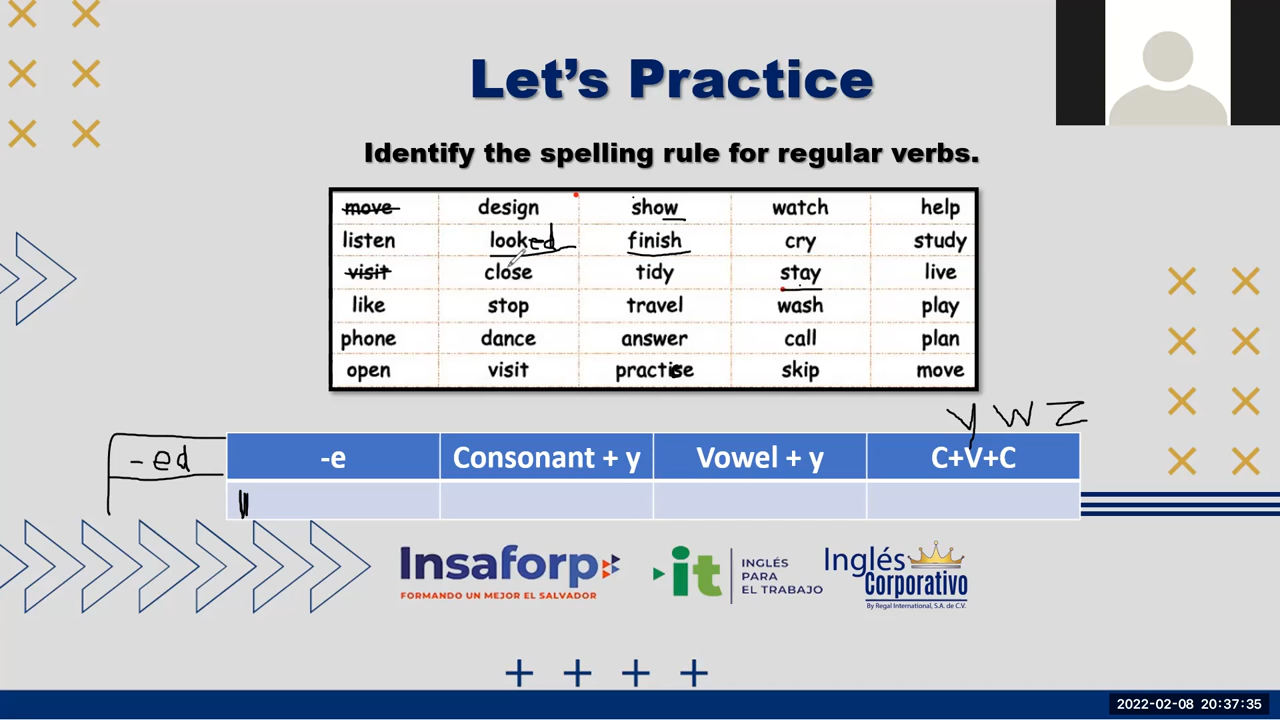 Let's Practice
Identify the spelling rule for regular verbs.
move design show watch help
listen looked finish cry study
visit close tidy stay live
like stop travel wash play
phone dance answer call plan
open visit practise skip move
y w z
-ed -e Consonant + y Vowel + y C+V+C
Insaforp
FORMANDO UN MEJOR EL SALVADOR
it
INGLÉS
PARA
EL TRABAJO
Inglés
Corporativo
By Regal International, S.A. de C.V.
2022-02-08 20:37:35